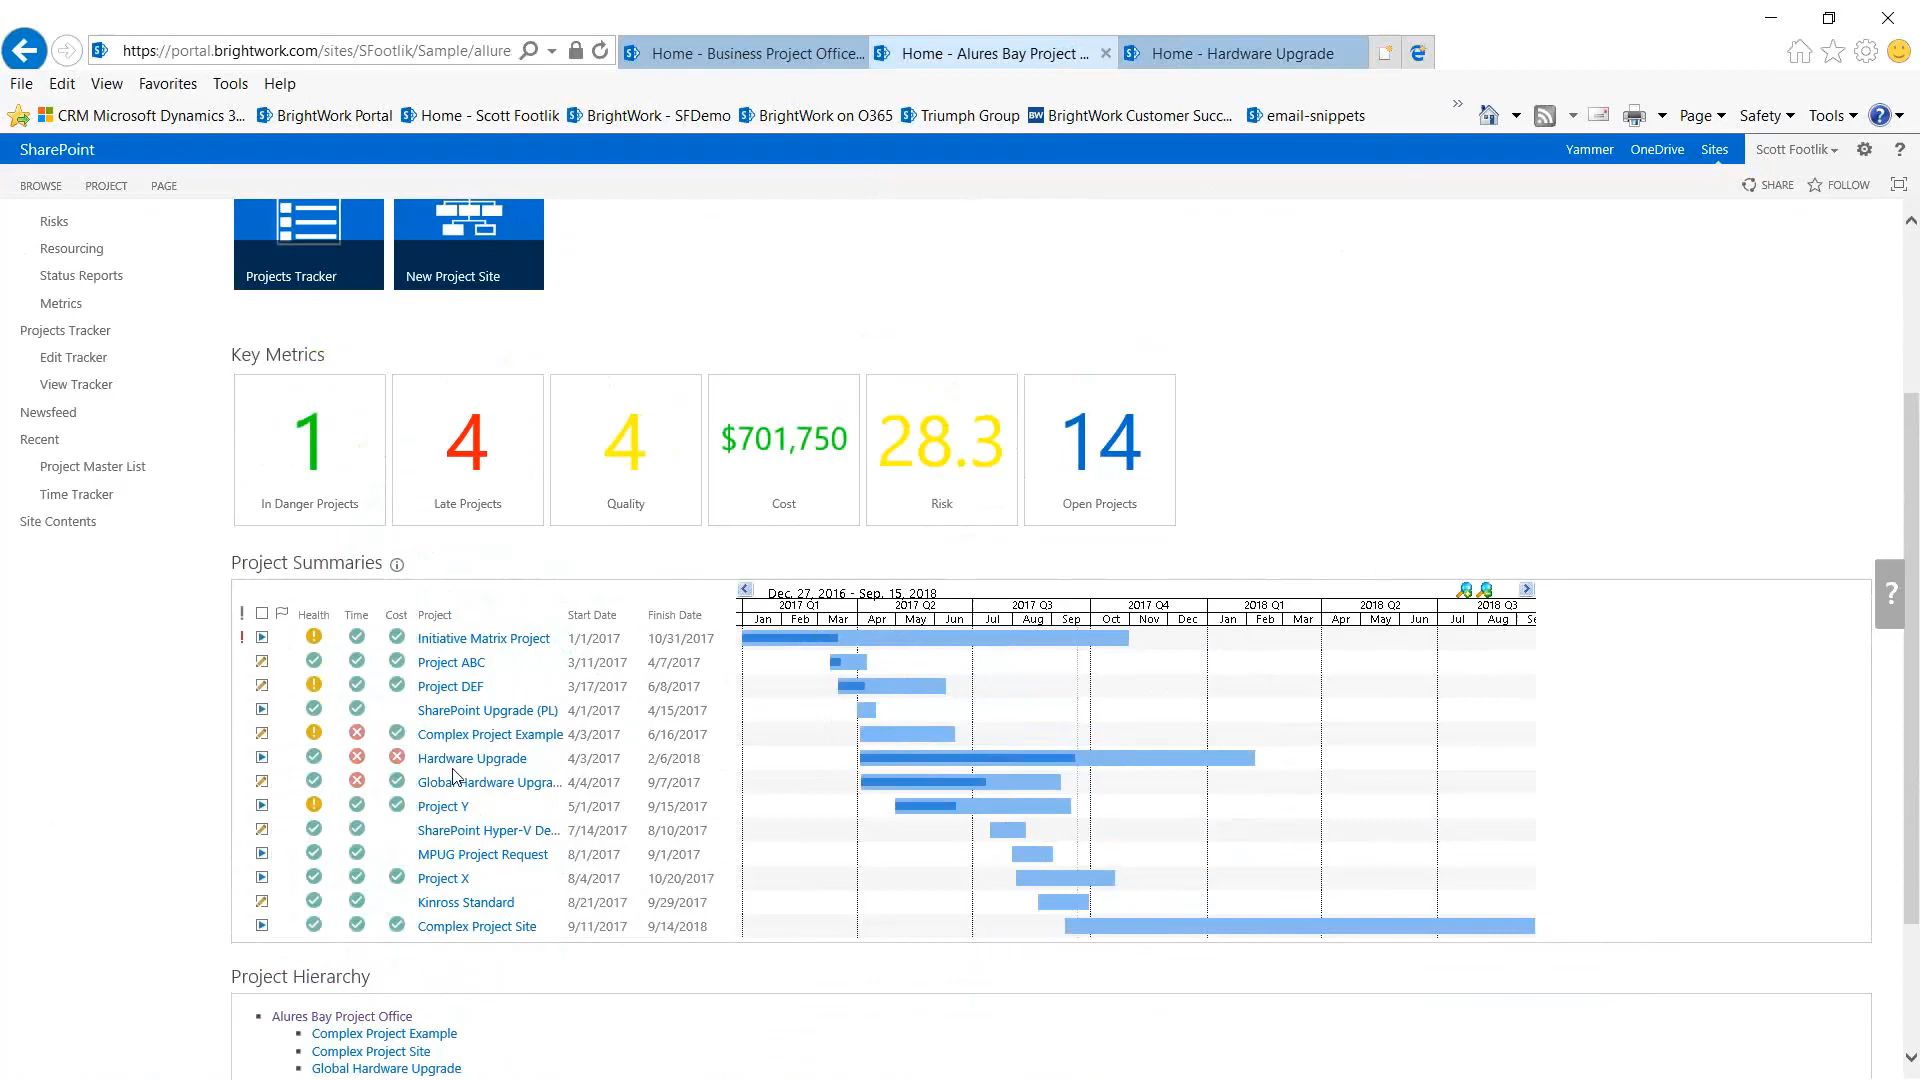 https://portal.brightwork.com/sites/SFootlik/Sample/allure
Home - Business Project Office...
Home - Alures Bay Project ...
Home - Hardware Upgrade
File Edit View Favorites Tools Help
CRM Microsoft Dynamics 3... BrightWork Portal Home - Scott Footlik BrightWork - SFDemo BrightWork on O365 Triumph Group BW BrightWork Customer Succ... email-snippets
Page Safety Tools
SharePoint
Yammer OneDrive Sites Scott Footlik ?
BROWSE PROJECT PAGE
SHARE FOLLOW
Risks
Resourcing
Status Reports
Metrics
Projects Tracker
Edit Tracker
View Tracker
Newsfeed
Recent
Project Master List
Time Tracker
Site Contents
Projects Tracker
New Project Site
Key Metrics
1 4 4 $701,750 28.3 14
In Danger Projects Late Projects Quality Cost Risk Open Projects
Project Summaries
Dec. 27, 2016 - Sep. 15, 2018
2017 Q1 2017 Q2 2017 Q3 2017 Q4 2018 Q1 2018 Q2 2018 Q3
Jan Feb Mar Apr May Jun Jul Aug Sep Oct Nov Dec Jan Feb Mar Apr May Jun Jul Aug Se
! Health Time Cost Project Start Date Finish Date
! Initiative Matrix Project 1/1/2017 10/31/2017
Project ABC 3/11/2017 4/7/2017
Project DEF 3/17/2017 6/8/2017
SharePoint Upgrade (PL) 4/1/2017 4/15/2017
Complex Project Example 4/3/2017 6/16/2017
Hardware Upgrade 4/3/2017 2/6/2018
Global Hardware Upgra... 4/4/2017 9/7/2017
Project Y 5/1/2017 9/15/2017
SharePoint Hyper-V De... 7/14/2017 8/10/2017
MPUG Project Request 8/1/2017 9/1/2017
Project X 8/4/2017 10/20/2017
Kinross Standard 8/21/2017 9/29/2017
Complex Project Site 9/11/2017 9/14/2018
?
Project Hierarchy
Alures Bay Project Office
Complex Project Example
Complex Project Site
Global Hardware Upgrade